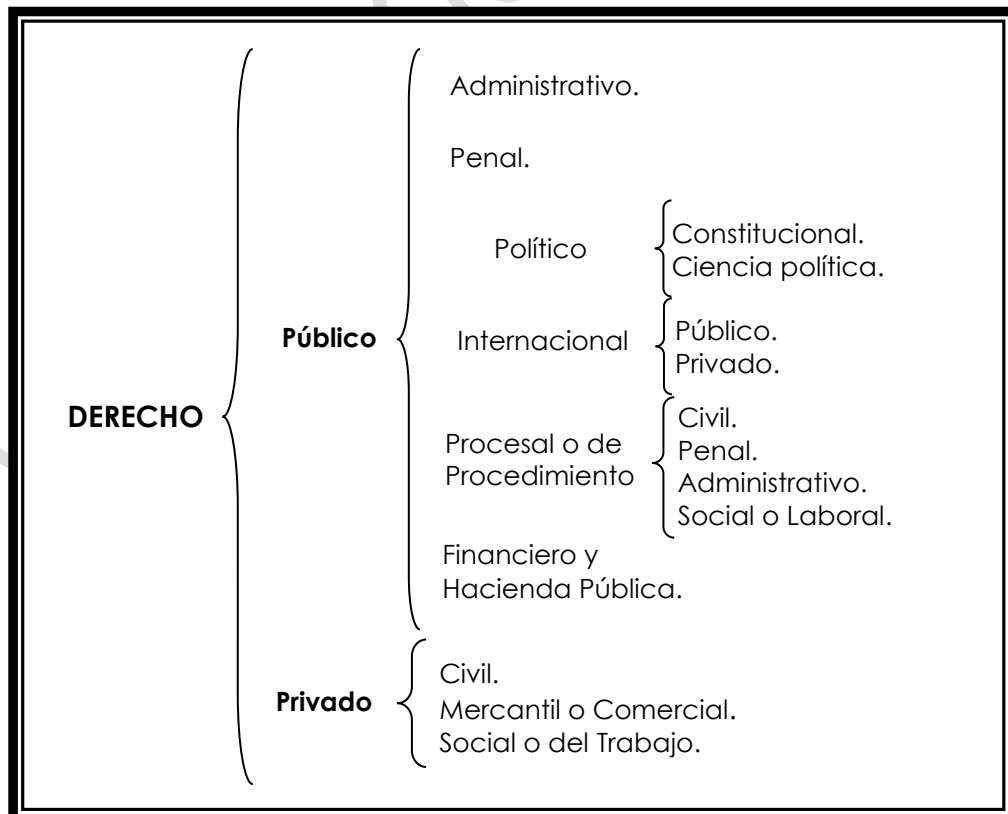 Administrativo.
Penal.
Político
Constitucional.
Ciencia política.
Público
Internacional
Público.
Privado.
DERECHO
Procesal o de
Procedimiento
Civil.
Penal.
Administrativo.
Social o Laboral.
Financiero y
Hacienda Pública.
Privado
Civil.
Mercantil o Comercial.
Social o del Trabajo.